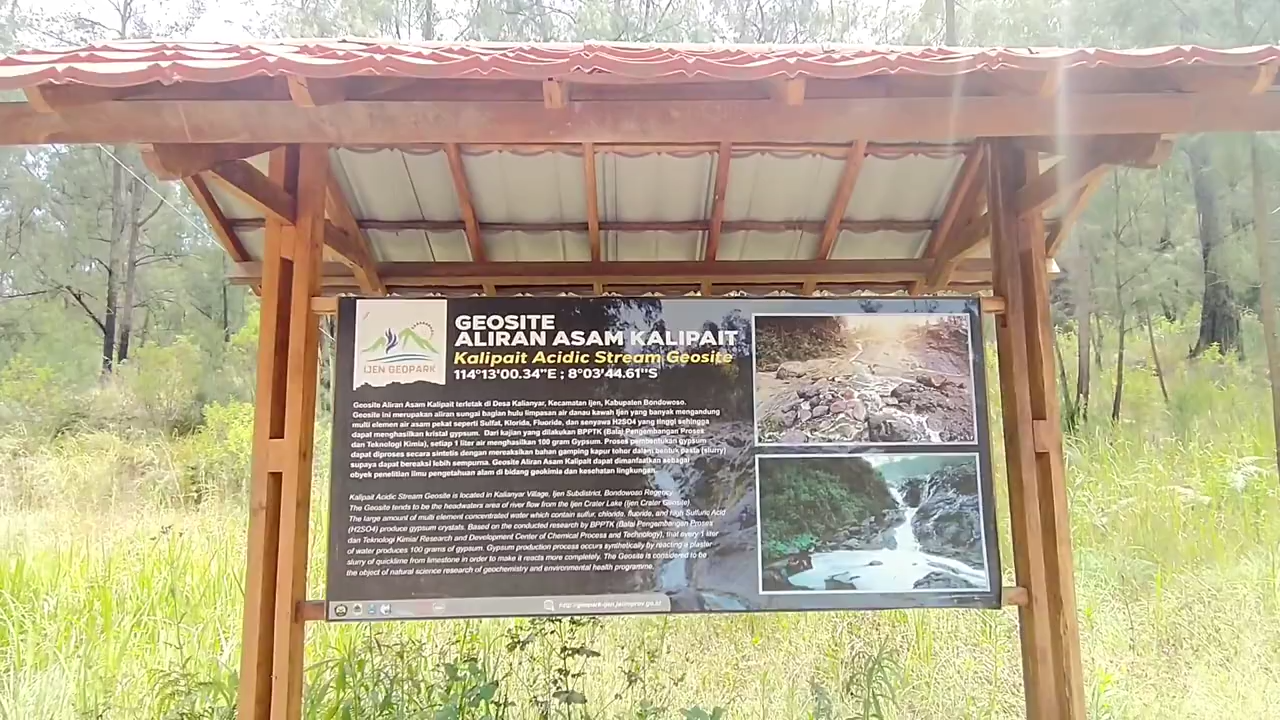 IJEN GEOPARK
GEOSITE
ALIRAN ASAM KALIPAIT
Kalipait Acidic Stream Geosite
114°13'00.34"E ; 8°03'44.61"S
Geosite Aliran Asam Kalipait terletak di Desa Kalianyar, Kecamatan Ijen, Kabupaten Bondowoso.
Geosite ini merupakan aliran sungai bagian hulu limpasan air danau kawah Ijen yang banyak mengandung
multi elemen air asam pekat seperti Sulfat, Klorida, Fluoride, dan senyawa H2SO4 yang tinggi sehingga
dapat menghasilkan kristal gypsum. Dari kajian yang dilakukan BPPTK (Balai Pengembangan Proses
dan Teknologi Kimia), setiap 1 liter air menghasilkan 100 gram Gypsum. Proses pembentukan gypsum
dapat diproses secara sintetis dengan mereaksikan bahan gamping kapur tohor dalam bentuk pasta (slurry)
supaya dapat bereaksi lebih sempurna. Geosite Aliran Asam Kalipait dapat dimanfaatkan sebagai
obyek penelitian ilmu pengetahuan alam di bidang geokimia dan kesehatan lingkungan.
Kalipait Acidic Stream Geosite is located in Kalianyar Village, Ijen Subdistrict, Bondowoso Regency.
The Geosite tends to be the headwaters area of river flow from the Ijen Crater Lake (Ijen Crater Geosite).
The large amount of multi element concentrated water which contain sulfur, chlorida, fluoride, and high Sulfuric Acid
(H2SO4) produce gypsum crystals. Based on the conducted research by BPPTK (Balai Pengembangan Proses
dan Teknologi Kimia/ Research and Development Center of Chemical Process and Technology), that every 1 liter
of water produces 100 grams of gypsum. Gypsum production process occurs synthetically by reacting a plaster
slurry of quicklime from limestone in order to make it reacts more completely. The Geosite is considered to be
the object of natural science research of geochemistry and environmental health programme.
http://geopark-ijen.jatimprov.go.id